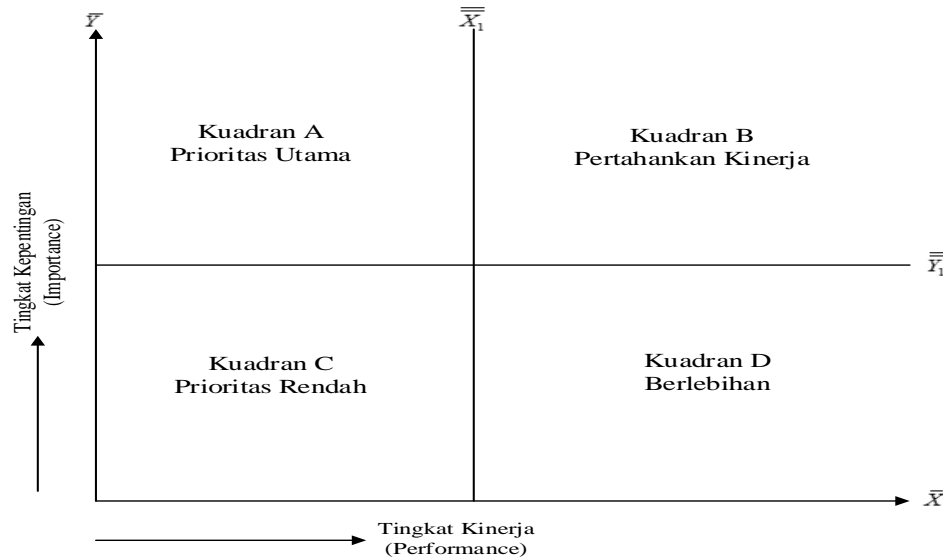 Y̅
X̿₁
Kuadran A
Prioritas Utama
Kuadran B
Pertahankan Kinerja
Tingkat Kepentingan
(Importance)
Y̿₁
Kuadran C
Prioritas Rendah
Kuadran D
Berlebihan
X̅
Tingkat Kinerja
(Performance)